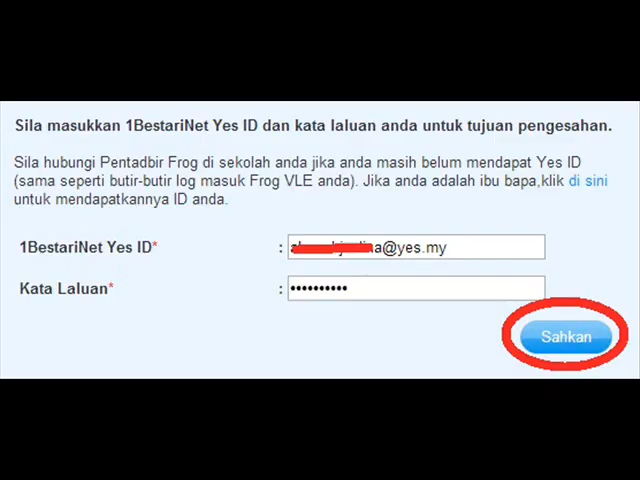 Sila masukkan 1BestariNet Yes ID dan kata laluan anda untuk tujuan pengesahan.
Sila hubungi Pentadbir Frog di sekolah anda jika anda masih belum mendapat Yes ID
(sama seperti butir-butir log masuk Frog VLE anda). Jika anda adalah ibu bapa,klik di sini
untuk mendapatkannya ID anda.
1BestariNet Yes ID* : @yes.my
Kata Laluan* : ••••••••••
Sahkan